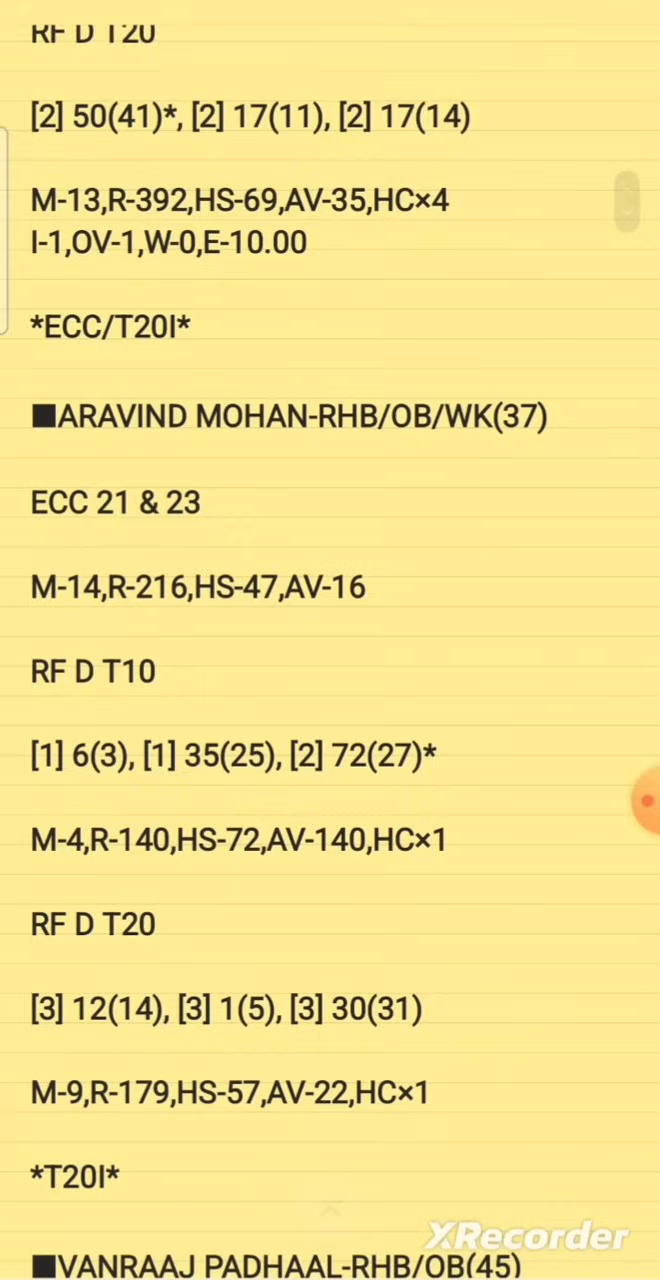 RF D T20
[2] 50(41)*, [2] 17(11), [2] 17(14)
M-13,R-392,HS-69,AV-35,HC×4
I-1,OV-1,W-0,E-10.00
*ECC/T20I*
■ARAVIND MOHAN-RHB/OB/WK(37)
ECC 21 & 23
M-14,R-216,HS-47,AV-16
RF D T10
[1] 6(3), [1] 35(25), [2] 72(27)*
M-4,R-140,HS-72,AV-140,HC×1
RF D T20
[3] 12(14), [3] 1(5), [3] 30(31)
M-9,R-179,HS-57,AV-22,HC×1
*T20I*
XRecorder
■VANRAAJ PADHAAL-RHB/OB(45)